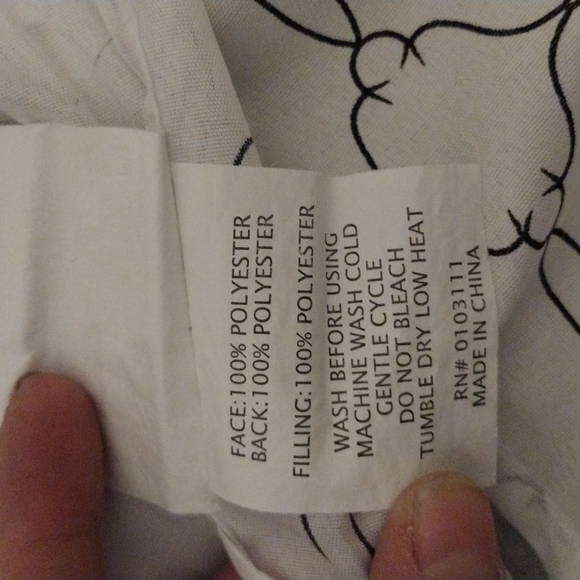 FACE:100% POLYESTER
BACK:100% POLYESTER
FILLING:100% POLYESTER
WASH BEFORE USING
MACHINE WASH COLD
GENTLE CYCLE
DO NOT BLEACH
TUMBLE DRY LOW HEAT
RN# 0103111
MADE IN CHINA